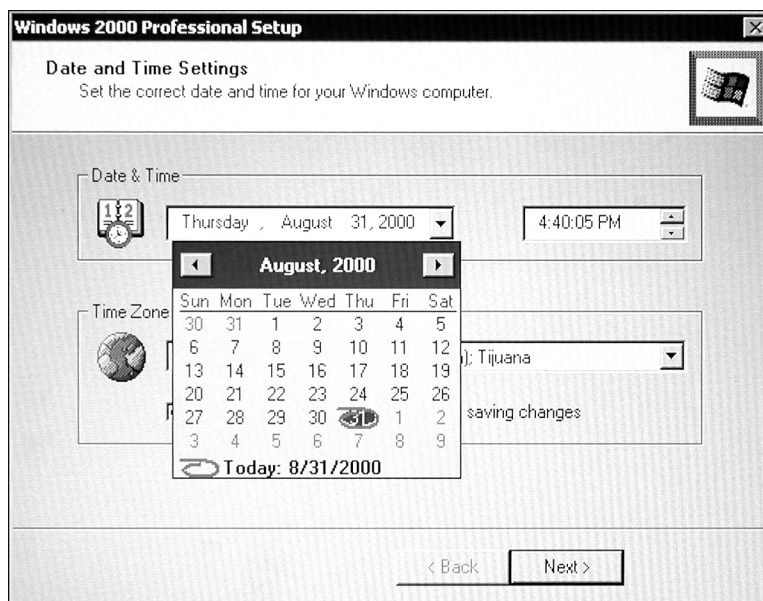 Windows 2000 Professional Setup
Date and Time Settings
Set the correct date and time for your Windows computer.
Date & Time
12
Thursday , August 31, 2000
4:40:05 PM
August, 2000
Sun Mon Tue Wed Thu Fri Sat
30 31 1 2 3 4 5
6 7 8 9 10 11 12
13 14 15 16 17 18 19
20 21 22 23 24 25 26
27 28 29 30 31 1 2
3 4 5 6 7 8 9
Today: 8/31/2000
Time Zone
); Tijuana
saving changes
< Back
Next >